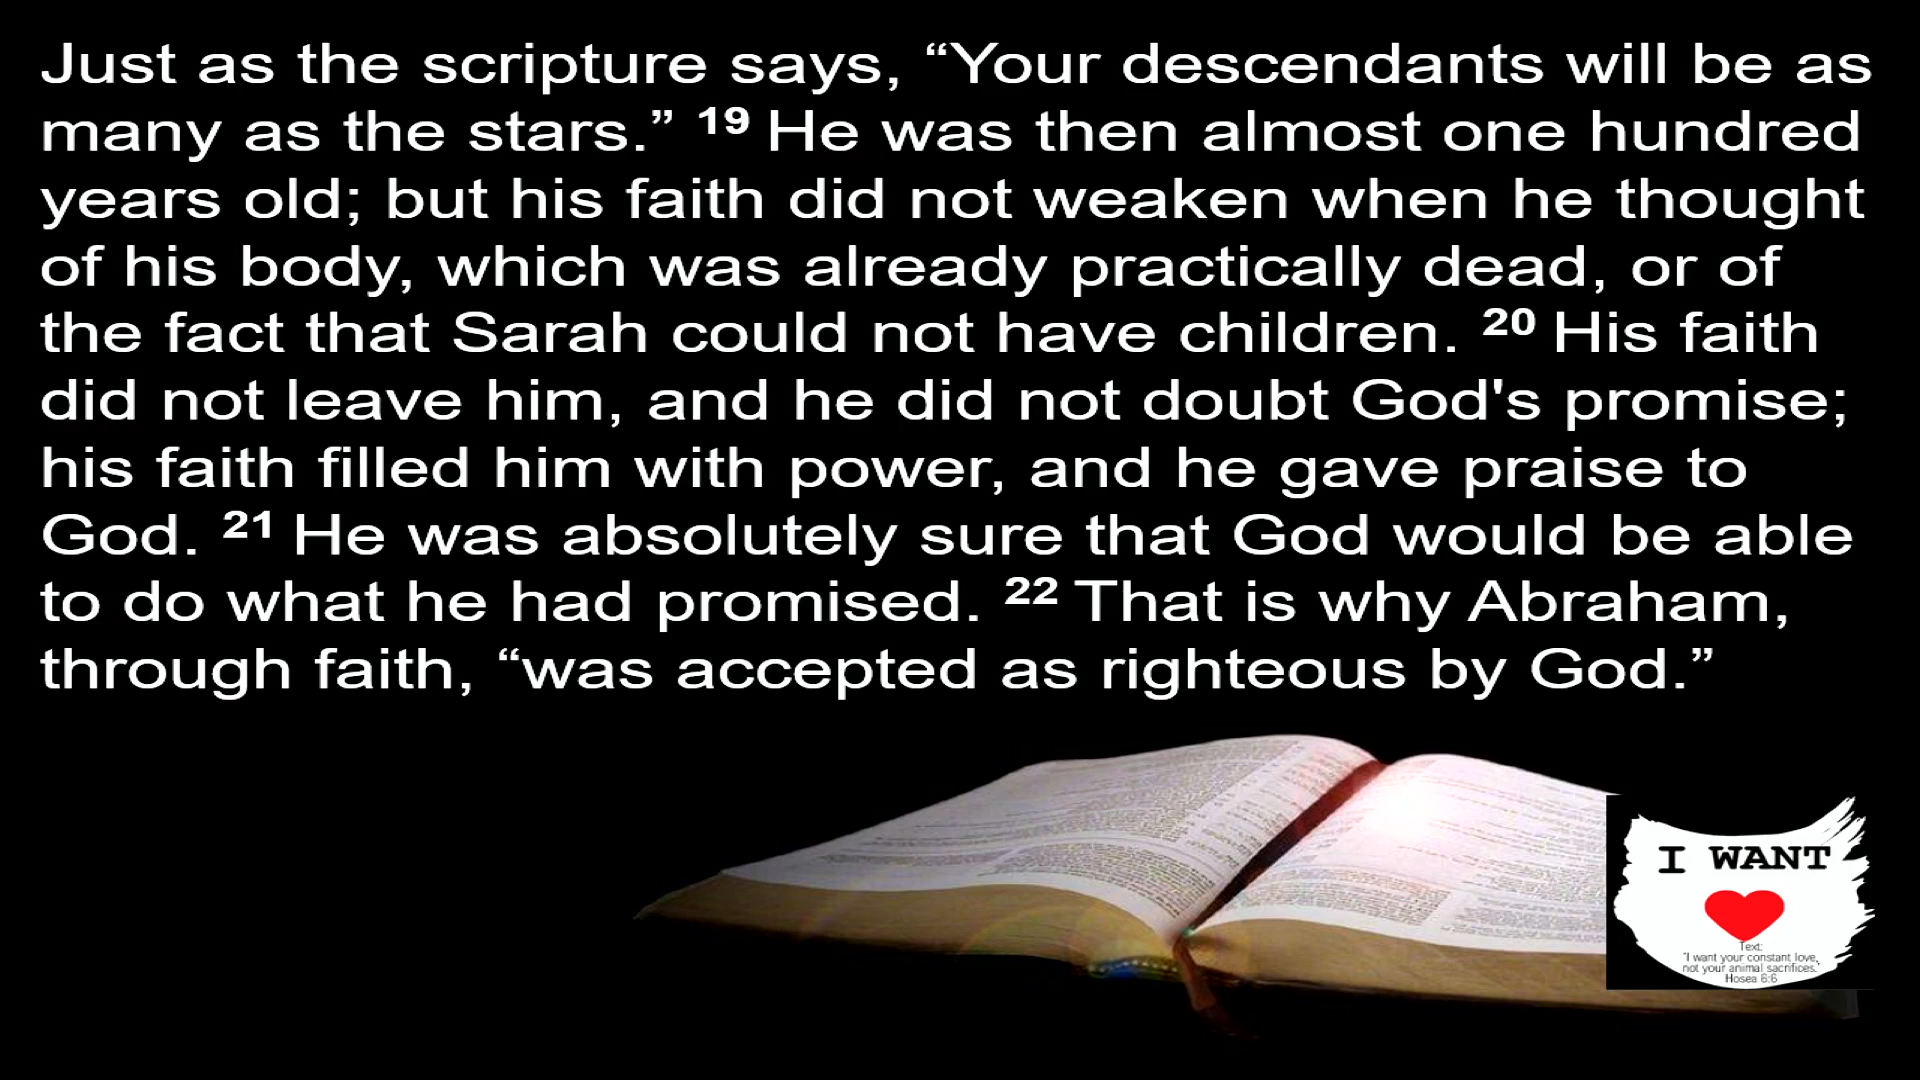 Just as the scripture says, “Your descendants will be as
many as the stars.” 19 He was then almost one hundred
years old; but his faith did not weaken when he thought
of his body, which was already practically dead, or of
the fact that Sarah could not have children. 20 His faith
did not leave him, and he did not doubt God's promise;
his faith filled him with power, and he gave praise to
God. 21 He was absolutely sure that God would be able
to do what he had promised. 22 That is why Abraham,
through faith, “was accepted as righteous by God.”
I WANT
Text:
"I want your constant love,
not your animal sacrifices."
Hosea 6:6